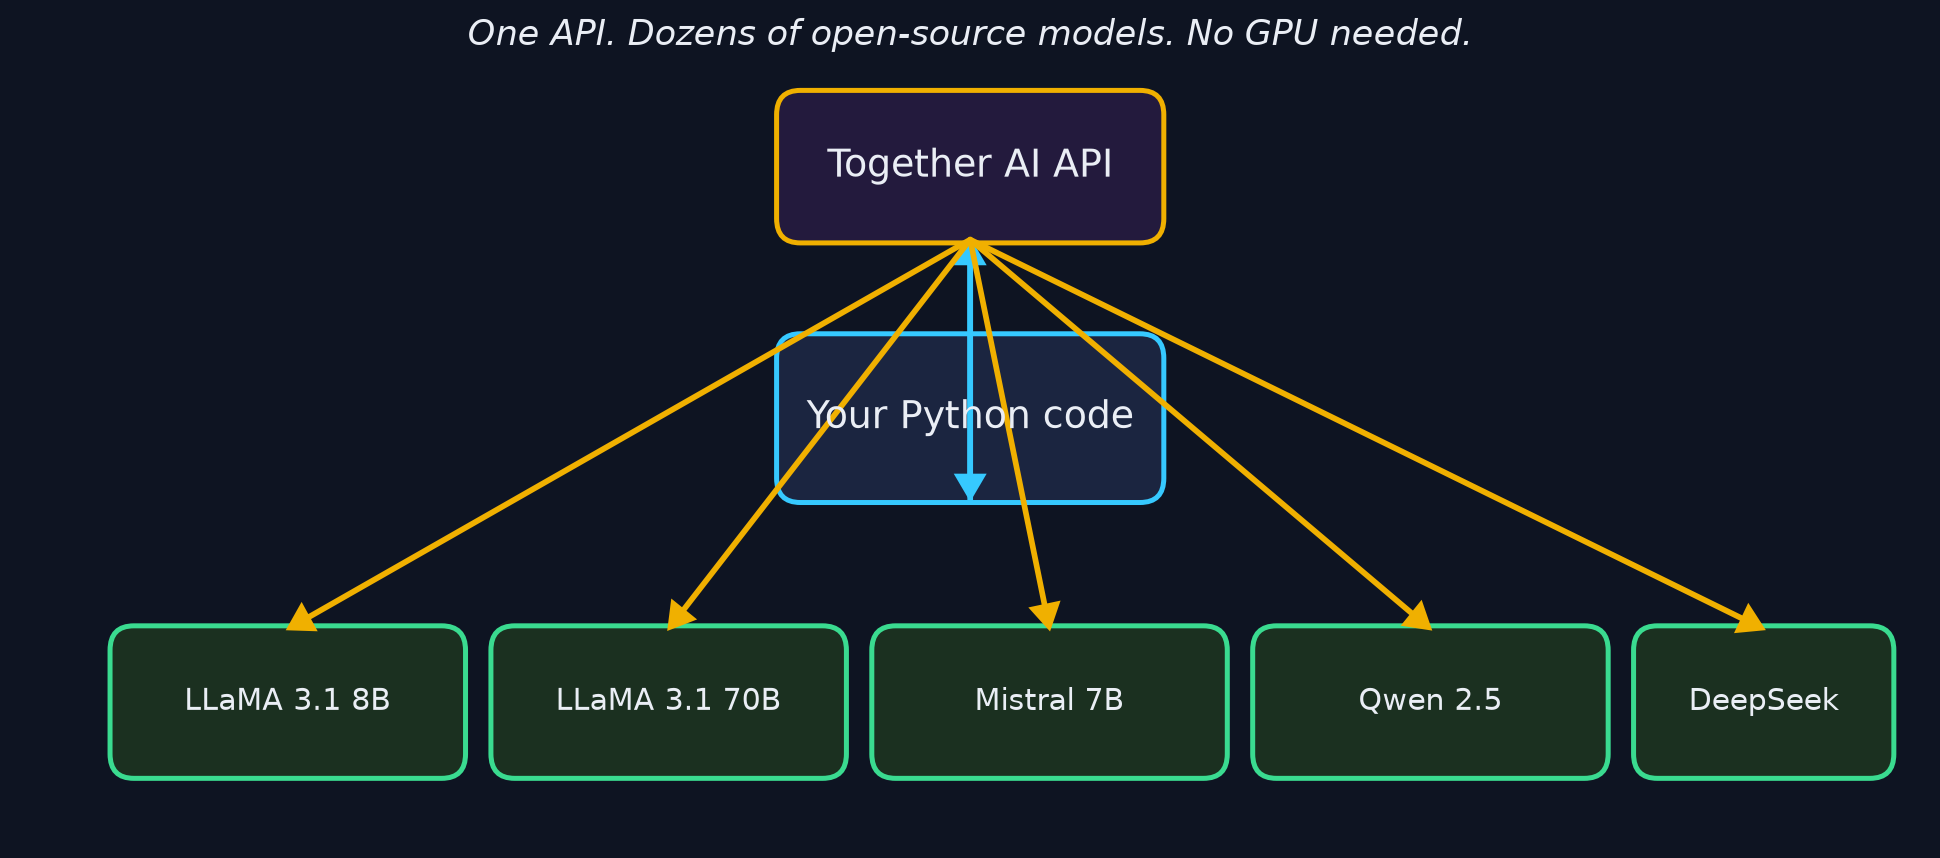 One API. Dozens of open-source models. No GPU needed.
Together AI API
Your Python code
LLaMA 3.1 8B
LLaMA 3.1 70B
Mistral 7B
Qwen 2.5
DeepSeek